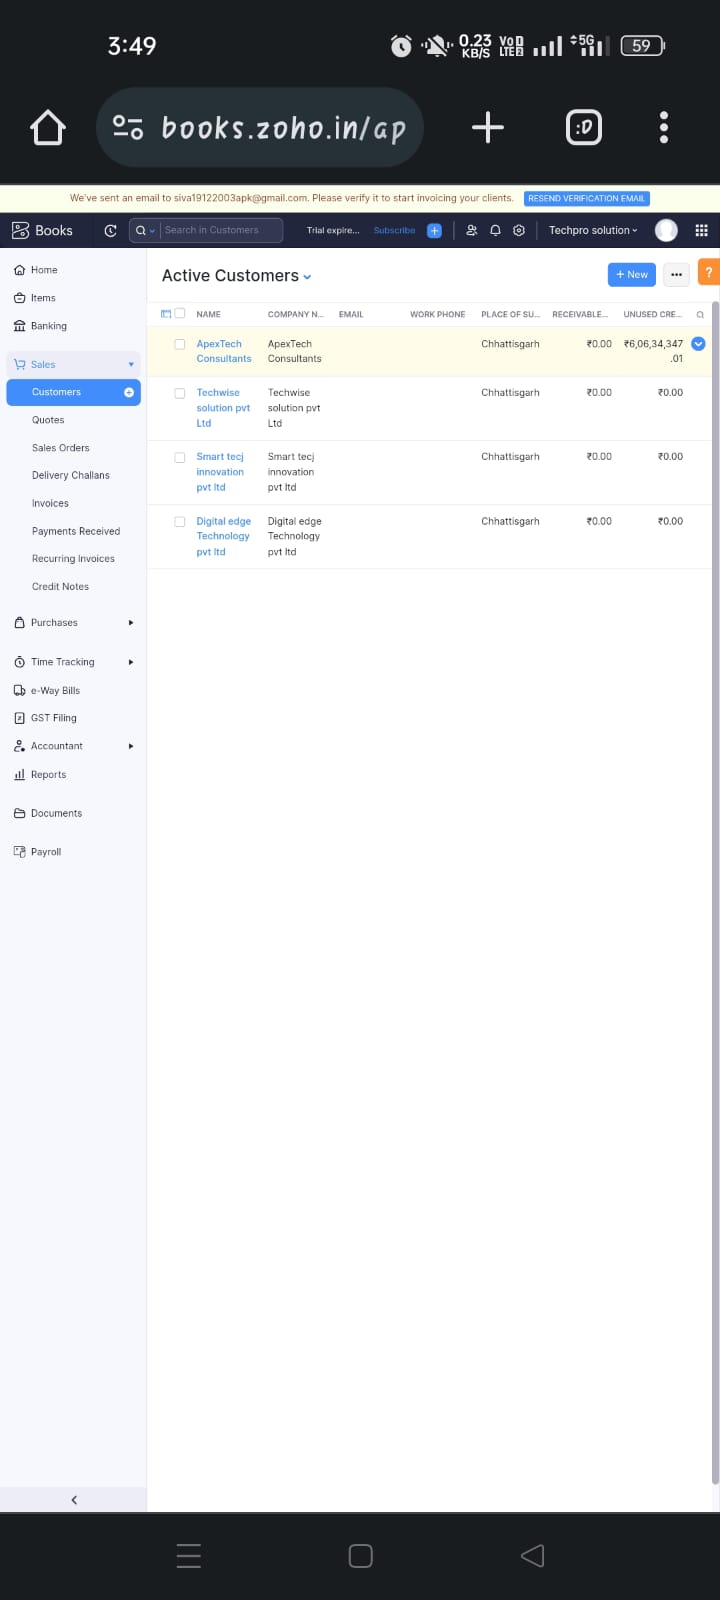 3:49
0.23 KB/S VoD LTE2 5G 59
books.zoho.in/ap
:D
We've sent an email to siva19122003apk@gmail.com. Please verify it to start invoicing your clients. RESEND VERIFICATION EMAIL
Books Search in Customers Trial expire... Subscribe Techpro solution
Home
Items
Banking
Sales
Customers
Quotes
Sales Orders
Delivery Challans
Invoices
Payments Received
Recurring Invoices
Credit Notes
Purchases
Time Tracking
e-Way Bills
GST Filing
Accountant
Reports
Documents
Payroll
Active Customers + New ... ?
NAME COMPANY N... EMAIL WORK PHONE PLACE OF SU... RECEIVABLE... UNUSED CRE...
ApexTech ApexTech Chhattisgarh ₹0.00 ₹6,06,34,347
Consultants Consultants .01
Techwise Techwise Chhattisgarh ₹0.00 ₹0.00
solution pvt solution pvt
Ltd Ltd
Smart tecj Smart tecj Chhattisgarh ₹0.00 ₹0.00
innovation innovation
pvt ltd pvt ltd
Digital edge Digital edge Chhattisgarh ₹0.00 ₹0.00
Technology Technology
pvt ltd pvt ltd